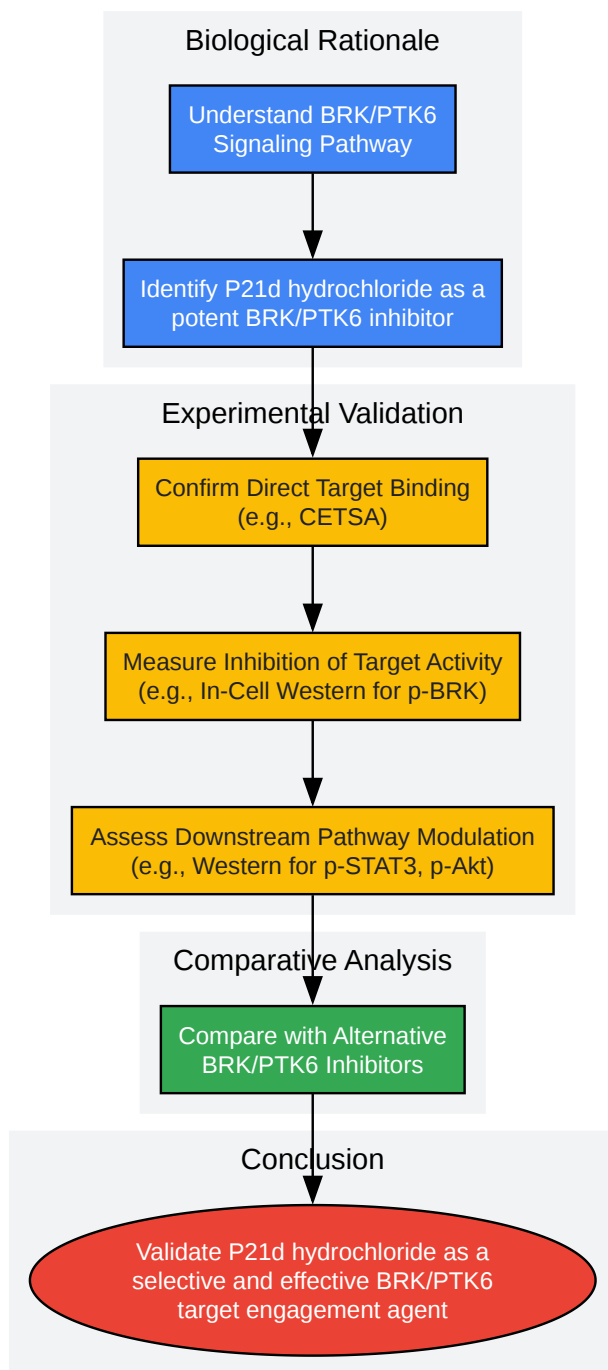 Biological Rationale
Understand BRK/PTK6
Signaling Pathway
Identify P21d hydrochloride as a
potent BRK/PTK6 inhibitor
Experimental Validation
Confirm Direct Target Binding
(e.g., CETSA)
Measure Inhibition of Target Activity
(e.g., In-Cell Western for p-BRK)
Assess Downstream Pathway Modulation
(e.g., Western for p-STAT3, p-Akt)
Comparative Analysis
Compare with Alternative
BRK/PTK6 Inhibitors
Conclusion
Validate P21d hydrochloride as a
selective and effective BRK/PTK6
target engagement agent